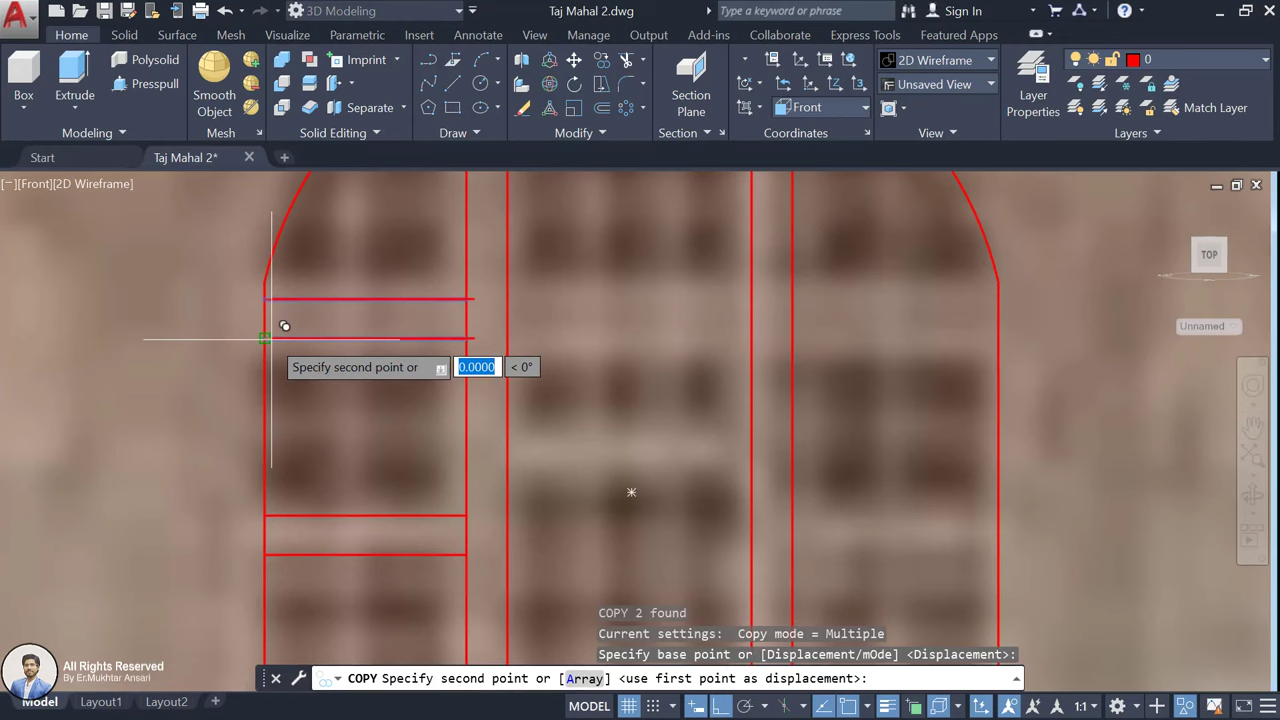 3D Modeling
Taj Mahal 2.dwg
Type a keyword or phrase
Sign In
Home Solid Surface Mesh Visualize Parametric Insert Annotate View Manage Output Add-ins Collaborate Express Tools Featured Apps
Box
Extrude
Polysolid
Presspull
Smooth
Object
Imprint
Separate
Section
Plane
Front
2D Wireframe
Unsaved View
Layer
Properties
0
Match Layer
Modeling
Mesh
Solid Editing
Draw
Modify
Section
Coordinates
View
Layers
Start
Taj Mahal 2*
[−][Front][2D Wireframe]
TOP
Unnamed
Specify second point or
0.0000
< 0°
COPY 2 found
Current settings: Copy mode = Multiple
Specify base point or [Displacement/mOde] <Displacement>:
COPY Specify second point or [Array] <use first point as displacement>:
All Rights Reserved
By Er.Mukhtar Ansari
Model
Layout1
Layout2
MODEL
1:1